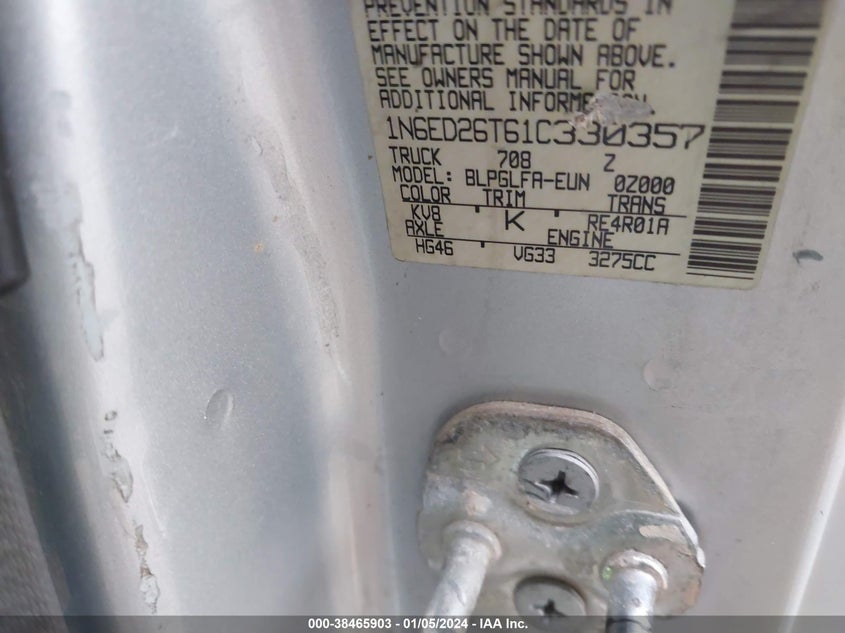 PREVENTION STANDARDS IN
EFFECT ON THE DATE OF
MANUFACTURE SHOWN ABOVE.
SEE OWNERS MANUAL FOR
ADDITIONAL INFORMATION.
1N6ED26T61C330357
TRUCK 708 Z
MODEL: BLPGLFA-EUN 0Z000
COLOR TRIM TRANS
KV8 K RE4R01A
AXLE ENGINE
HG46 VG33 3275CC
000-38465903 - 01/05/2024 - IAA Inc.